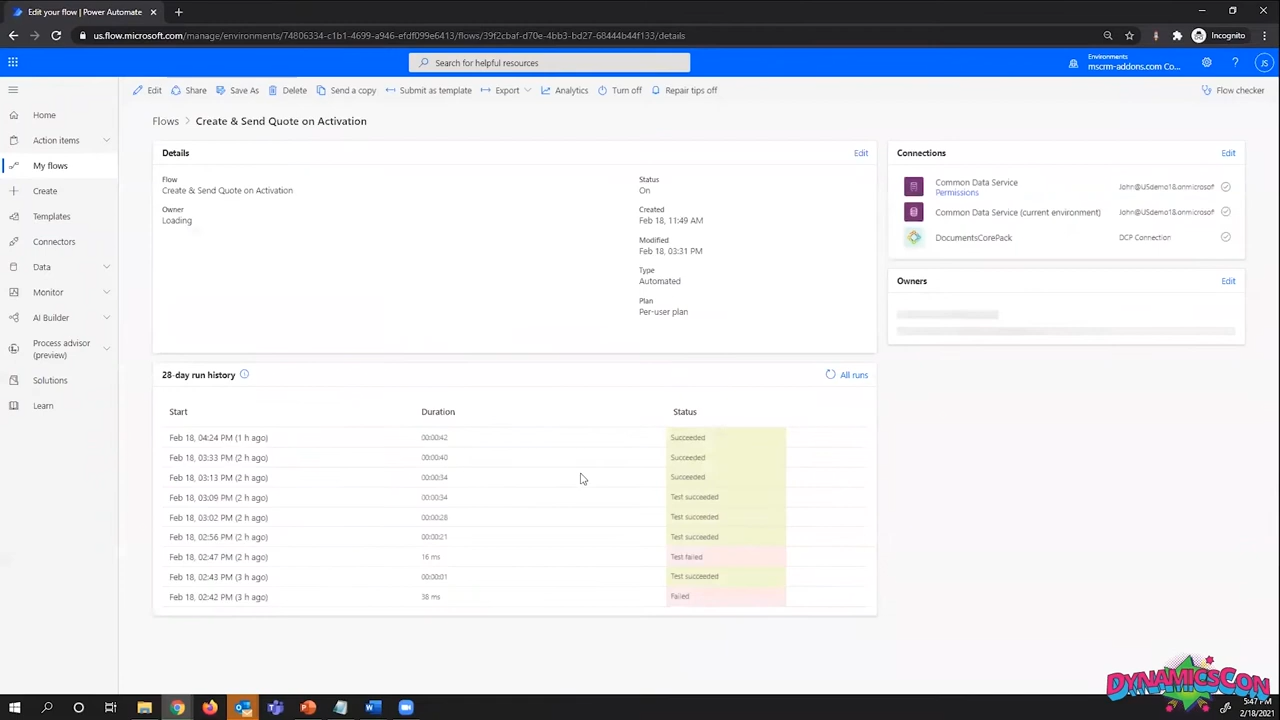 Edit your flow | Power Automate
us.flow.microsoft.com/manage/environments/74806334-c1b1-4699-a946-efdf099e6413/flows/39f2cbaf-d70e-4bb3-bd27-68444b44f133/details
Incognito
Search for helpful resources
Environments
mscrm-addons.com Co...
JS
Edit
Share
Save As
Delete
Send a copy
Submit as template
Export
Analytics
Turn off
Repair tips off
Flow checker
Home
Action items
My flows
Create
Templates
Connectors
Data
Monitor
AI Builder
Process advisor
(preview)
Solutions
Learn
Flows > Create & Send Quote on Activation
Details
Edit
Flow
Create & Send Quote on Activation
Owner
Loading
Status
On
Created
Feb 18, 11:49 AM
Modified
Feb 18, 03:31 PM
Type
Automated
Plan
Per-user plan
28-day run history
All runs
Start Duration Status
Feb 18, 04:24 PM (1 h ago) 00:00:42 Succeeded
Feb 18, 03:33 PM (2 h ago) 00:00:40 Succeeded
Feb 18, 03:13 PM (2 h ago) 00:00:34 Succeeded
Feb 18, 03:09 PM (2 h ago) 00:00:34 Test succeeded
Feb 18, 03:02 PM (2 h ago) 00:00:28 Test succeeded
Feb 18, 02:56 PM (2 h ago) 00:00:21 Test succeeded
Feb 18, 02:47 PM (2 h ago) 16 ms Test failed
Feb 18, 02:43 PM (3 h ago) 00:00:01 Test succeeded
Feb 18, 02:42 PM (3 h ago) 38 ms Failed
Connections
Edit
Common Data Service John@USdemo18.onmicrosof
Permissions
Common Data Service (current environment) John@USdemo18.onmicrosof
DocumentsCorePack DCP Connection
Owners
Edit
DYNAMICSCON
5:47 PM
2/18/2021